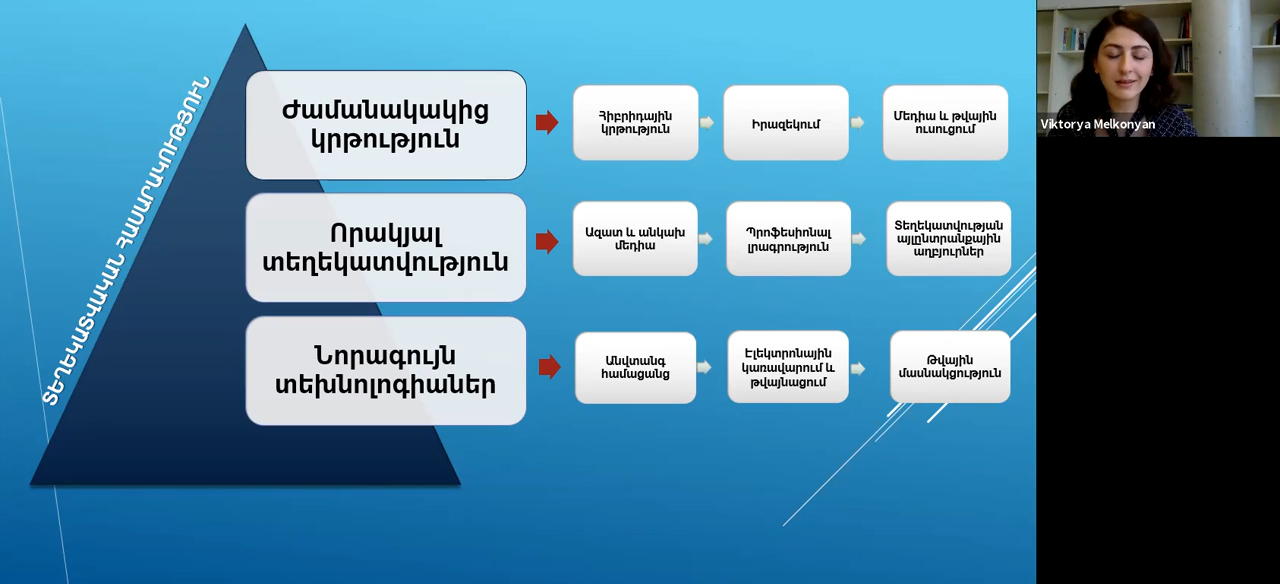 ՏԵՂԵԿԱՏՎԱԿԱՆ ՀԱՍԱՐԱԿՈՒԹՅՈՒՆ
Ժամանակակից
կրթություն
Հիբրիդային
կրթություն
Իրազեկում
Մեդիա և թվային
ուսուցում
Որակյալ
տեղեկատվություն
Ազատ և անկախ
մեդիա
Պրոֆեսիոնալ
լրագրություն
Տեղեկատվության
այլընտրանքային
աղբյուրներ
Նորագույն
տեխնոլոգիաներ
Անվտանգ
համացանց
Էլեկտրոնային
կառավարում և
թվայնացում
Թվային
մասնակցություն
Viktorya Melkonyan